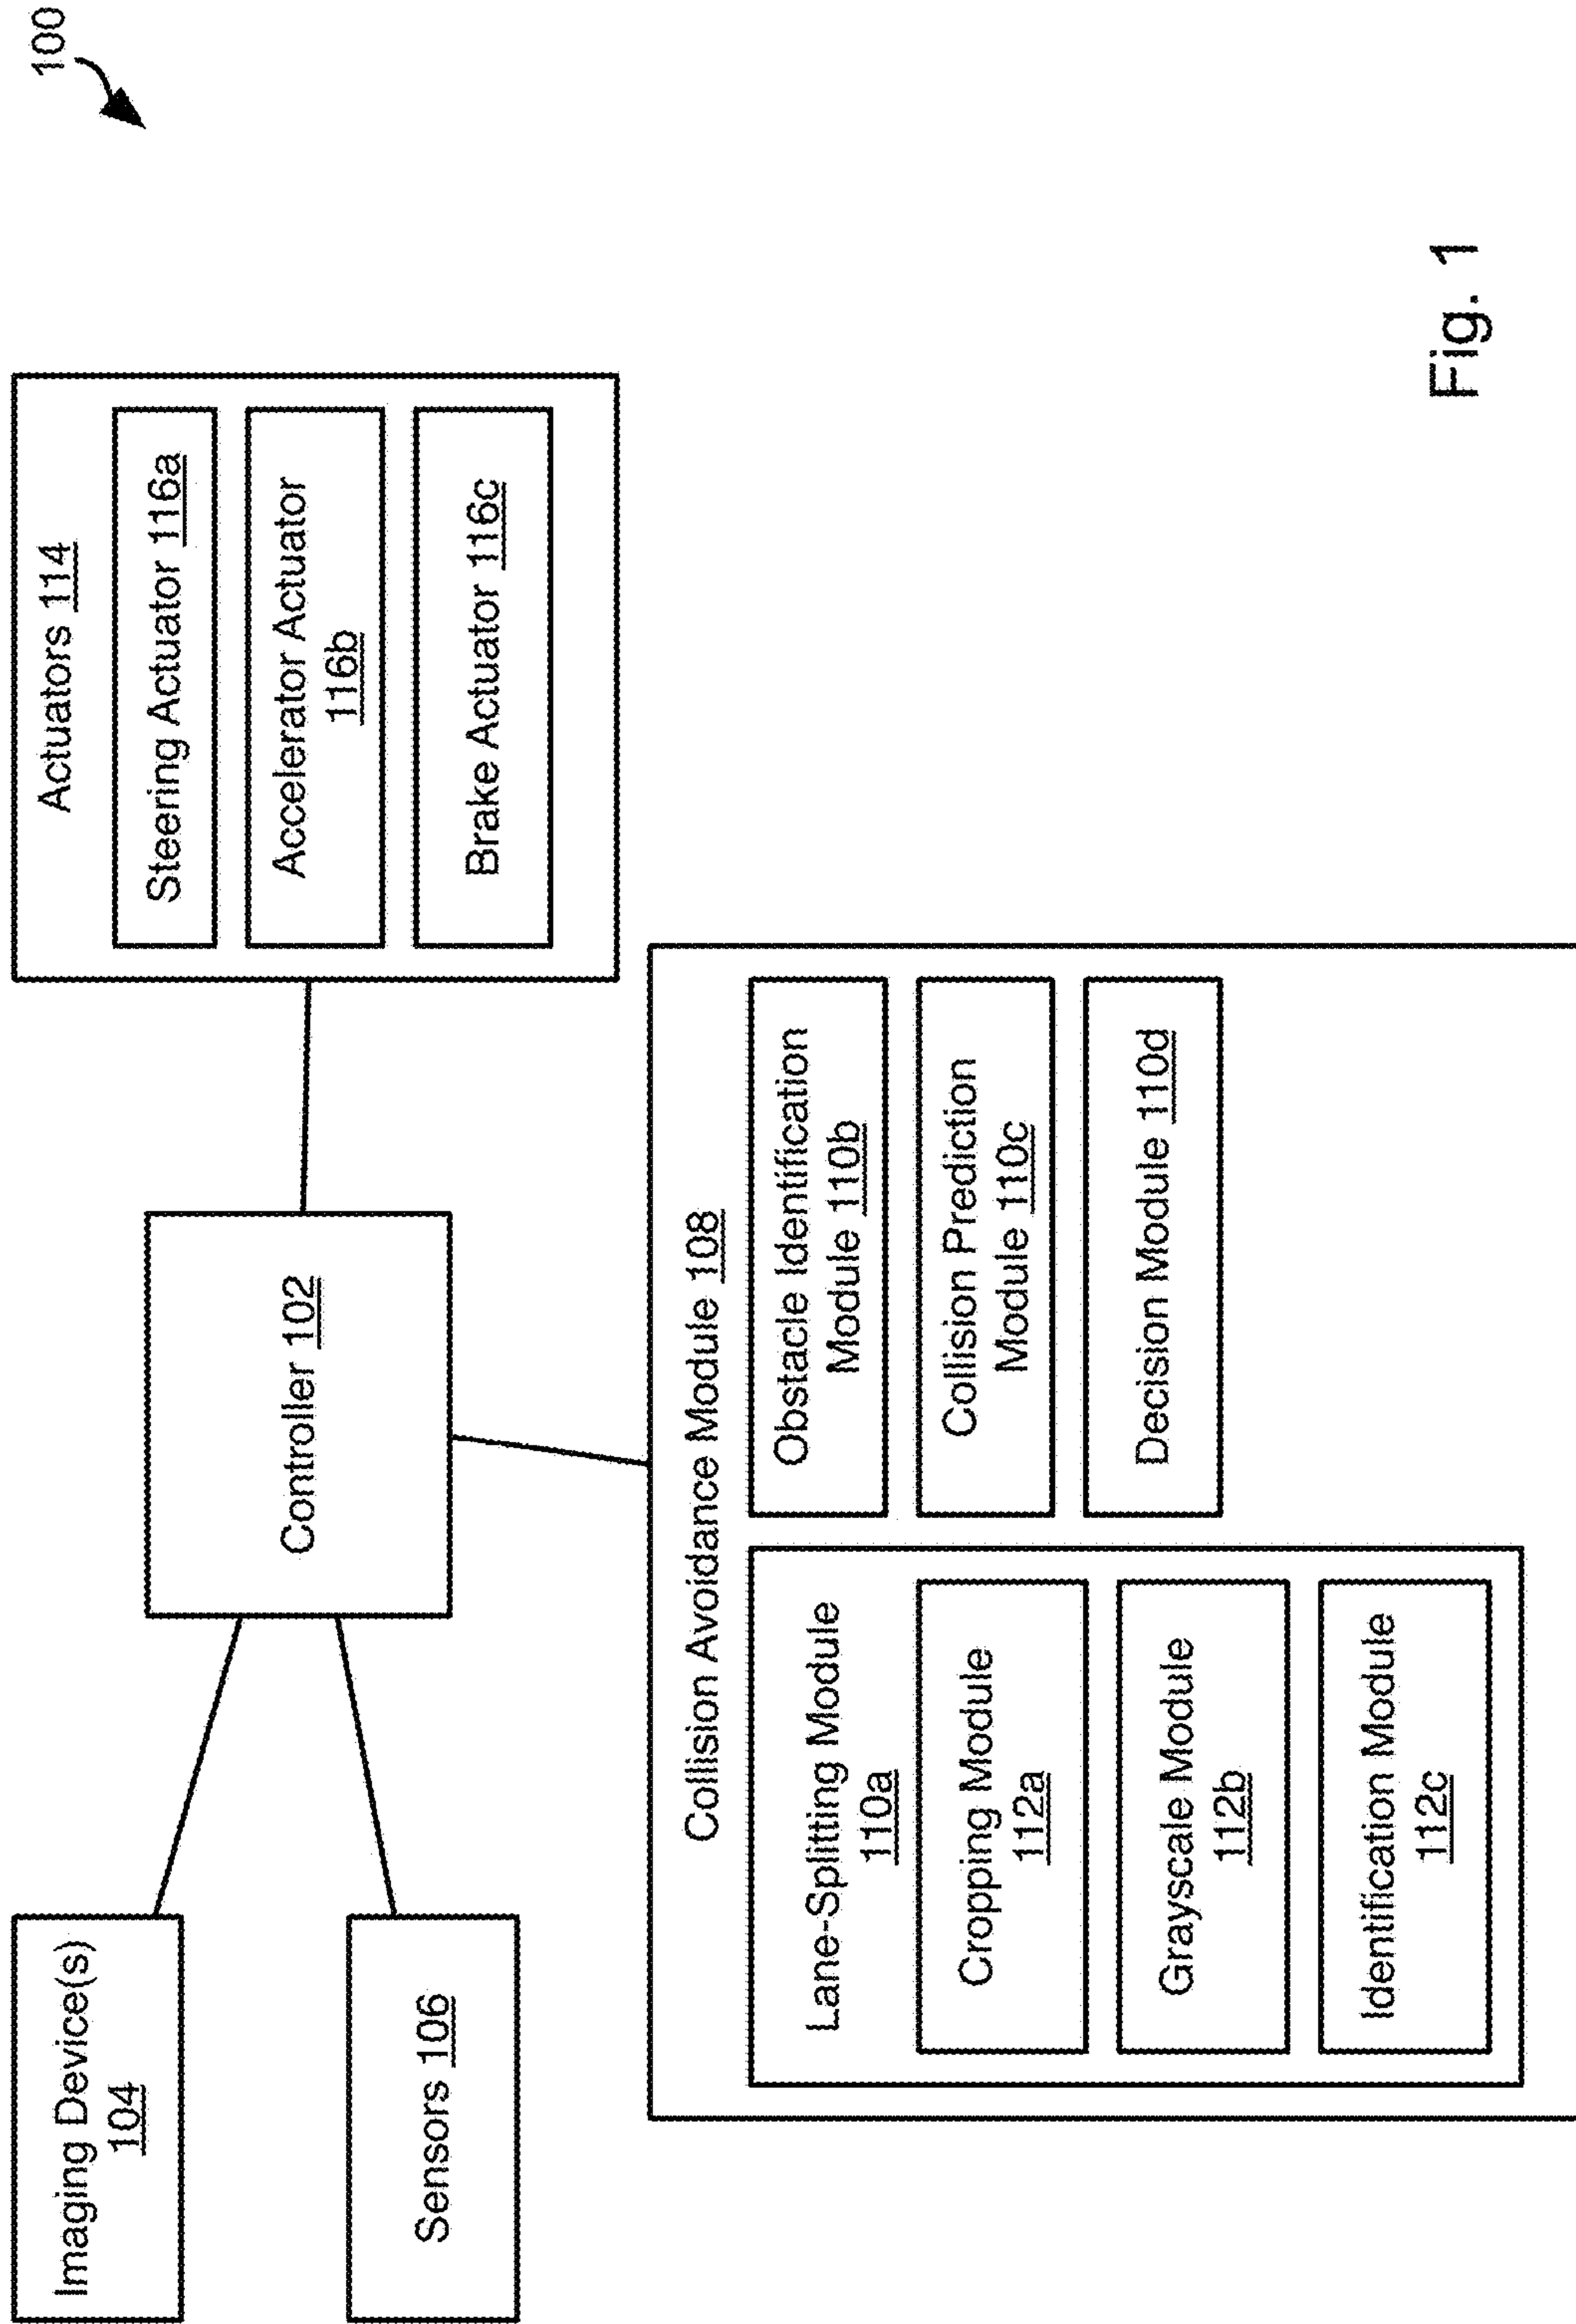 100
Imaging Device(s)
104
Sensors 106
Controller 102
Actuators 114
Steering Actuator 116a
Accelerator Actuator
116b
Brake Actuator 116c
Collision Avoidance Module 108
Lane-Splitting Module
110a
Cropping Module
112a
Grayscale Module
112b
Identification Module
112c
Obstacle Identification
Module 110b
Collision Prediction
Module 110c
Decision Module 110d
Fig. 1